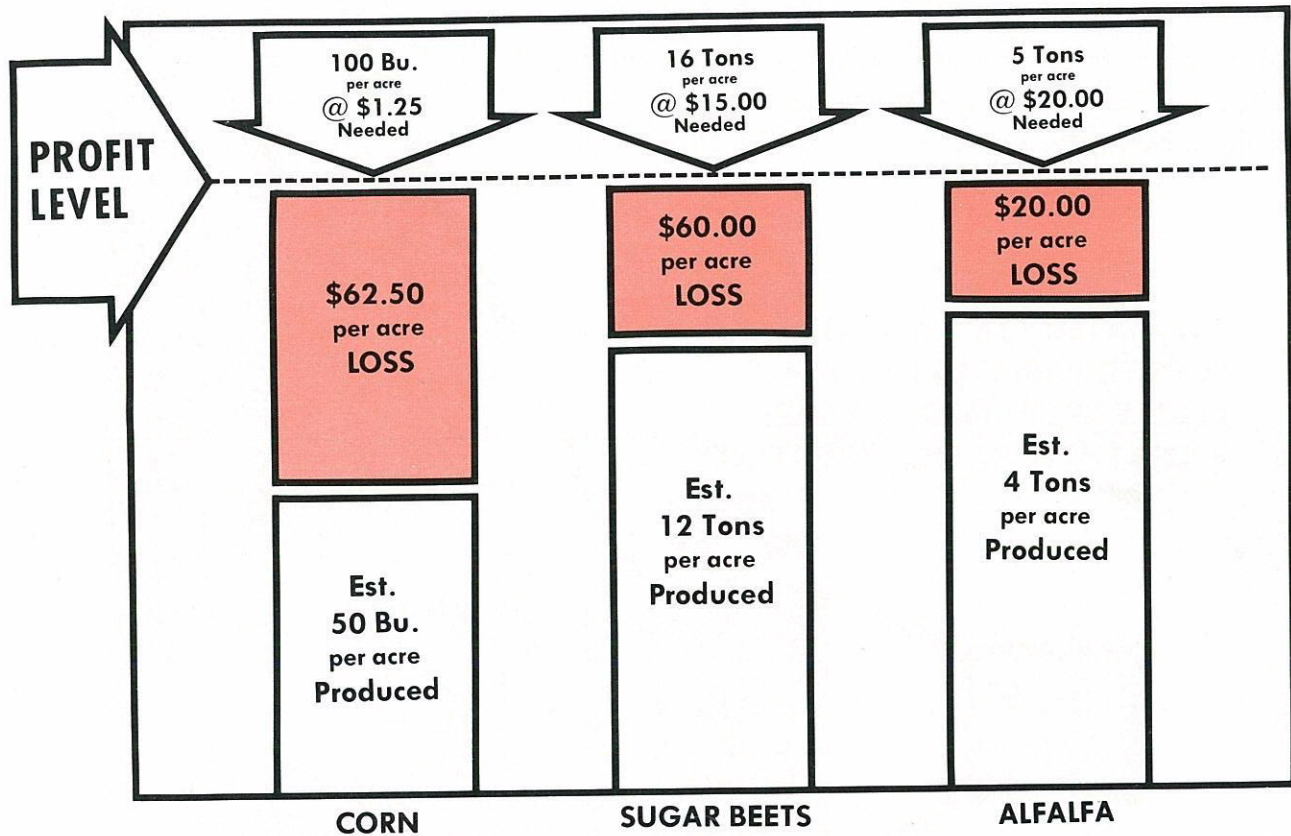 PROFIT
LEVEL
100 Bu.
per acre
@ $1.25
Needed
16 Tons
per acre
@ $15.00
Needed
5 Tons
per acre
@ $20.00
Needed
$62.50
per acre
LOSS
$60.00
per acre
LOSS
$20.00
per acre
LOSS
Est.
50 Bu.
per acre
Produced
Est.
12 Tons
per acre
Produced
Est.
4 Tons
per acre
Produced
CORN
SUGAR BEETS
ALFALFA